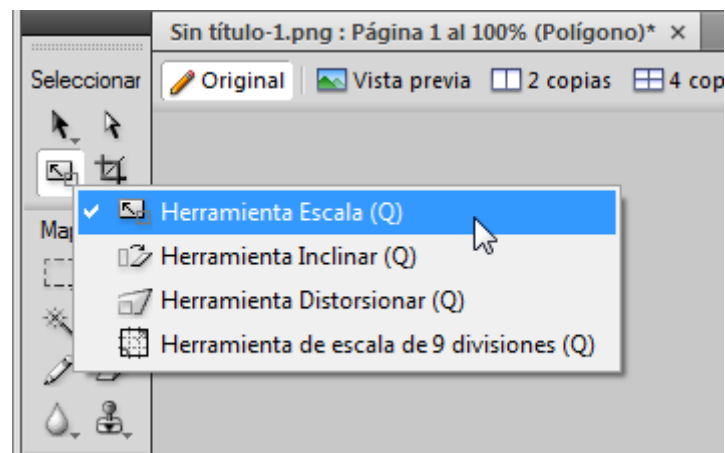 Sin título-1.png : Página 1 al 100% (Polígono)* ×
Seleccionar
Original Vista previa 2 copias 4 cop
Herramienta Escala (Q)
Map
Herramienta Inclinar (Q)
Herramienta Distorsionar (Q)
Herramienta de escala de 9 divisiones (Q)